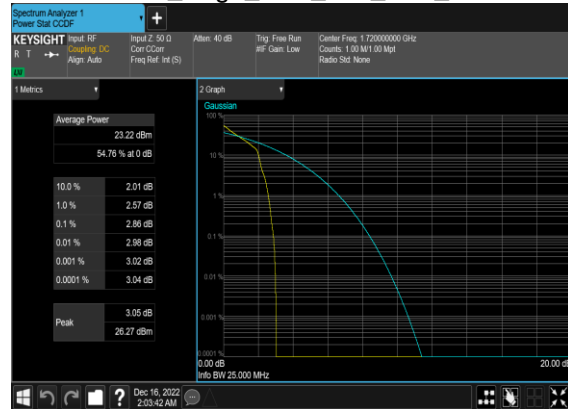 Spectrum Analyzer 1
Power Stat CCDF
KEYSIGHT
R T
LW
Input: RF
Coupling: DC
Align: Auto
Input Z: 50 Ω
Corr CCorr
Freq Ref: Int (S)
Atten: 40 dB
Trig: Free Run
#IF Gain: Low
Center Freq: 1.720000000 GHz
Counts: 1.00 M/1.00 Mpt
Radio Std: None
1 Metrics
Average Power
23.22 dBm
54.76 % at 0 dB
10.0 % 2.01 dB
1.0 % 2.57 dB
0.1 % 2.86 dB
0.01 % 2.98 dB
0.001 % 3.02 dB
0.0001 % 3.04 dB
Peak
3.05 dB
26.27 dBm
2 Graph
Gaussian
100 %
10 %
1 %
0.1 %
0.01 %
0.001 %
0.0001 %
0.00 dB
20.00 dB
Info BW 25.000 MHz
?
Dec 16, 2022
2:03:42 AM